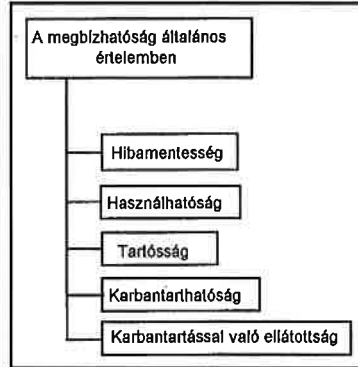 A megbízhatóság általános
értelemben
Hibamentesség
Használhatóság
Tartósság
Karbantarthatóság
Karbantartással való ellátottság